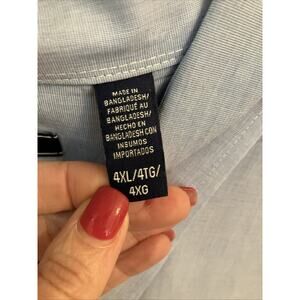 MADE IN
BANGLADESH/
FABRIQUÉ AU
BANGLADESH/
HECHO EN
BANGLADESH CON
INSUMOS
IMPORTADOS
4XL/4TG/
4XG